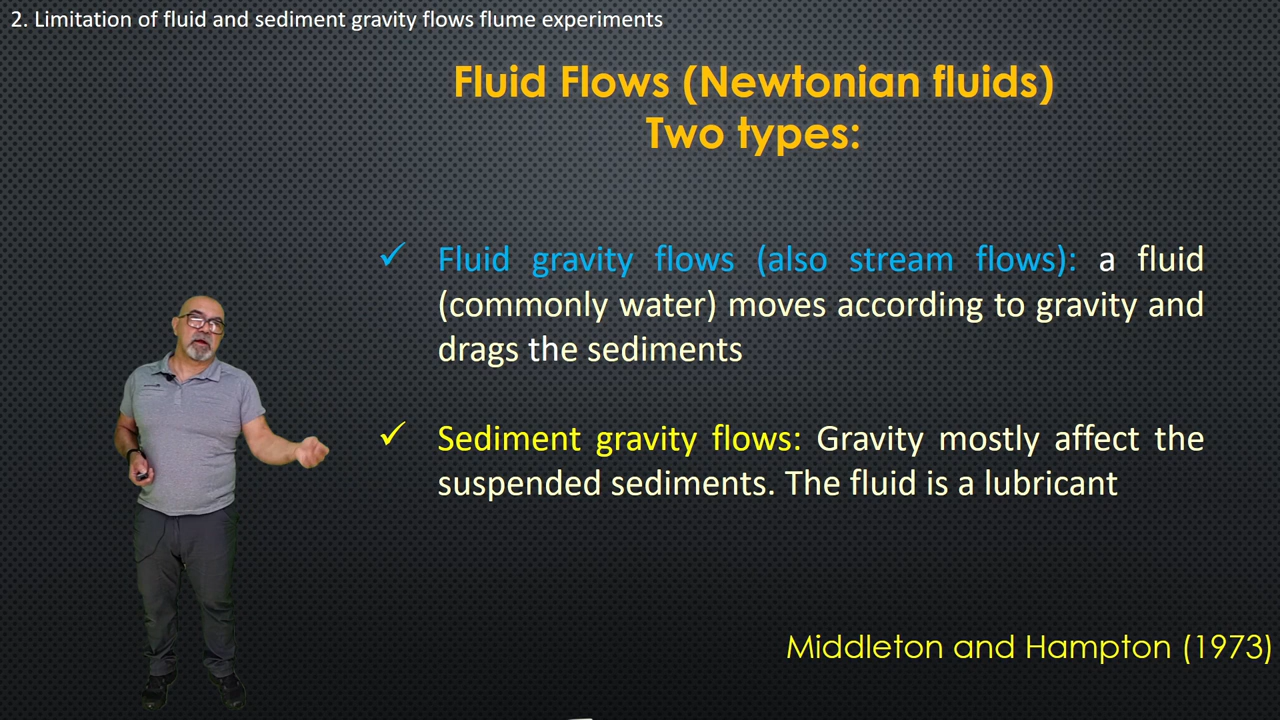 2. Limitation of fluid and sediment gravity flows flume experiments
Fluid Flows (Newtonian fluids)
Two types:
✓ Fluid gravity flows (also stream flows): a fluid
(commonly water) moves according to gravity and
drags the sediments
✓ Sediment gravity flows: Gravity mostly affect the
suspended sediments. The fluid is a lubricant
Middleton and Hampton (1973)